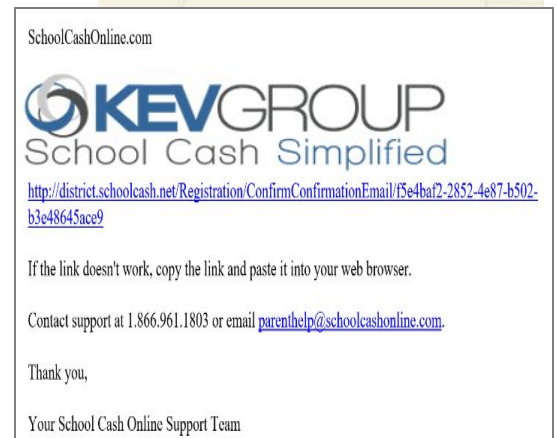 SchoolCashOnline.com
KEVGROUP
School Cash Simplified
http://district.schoolcash.net/Registration/ConfirmConfirmationEmail/f5e4baf2-2852-4e87-b502-
b3e48645ace9
If the link doesn't work, copy the link and paste it into your web browser.
Contact support at 1.866.961.1803 or email parenthelp@schoolcashonline.com.
Thank you,
Your School Cash Online Support Team